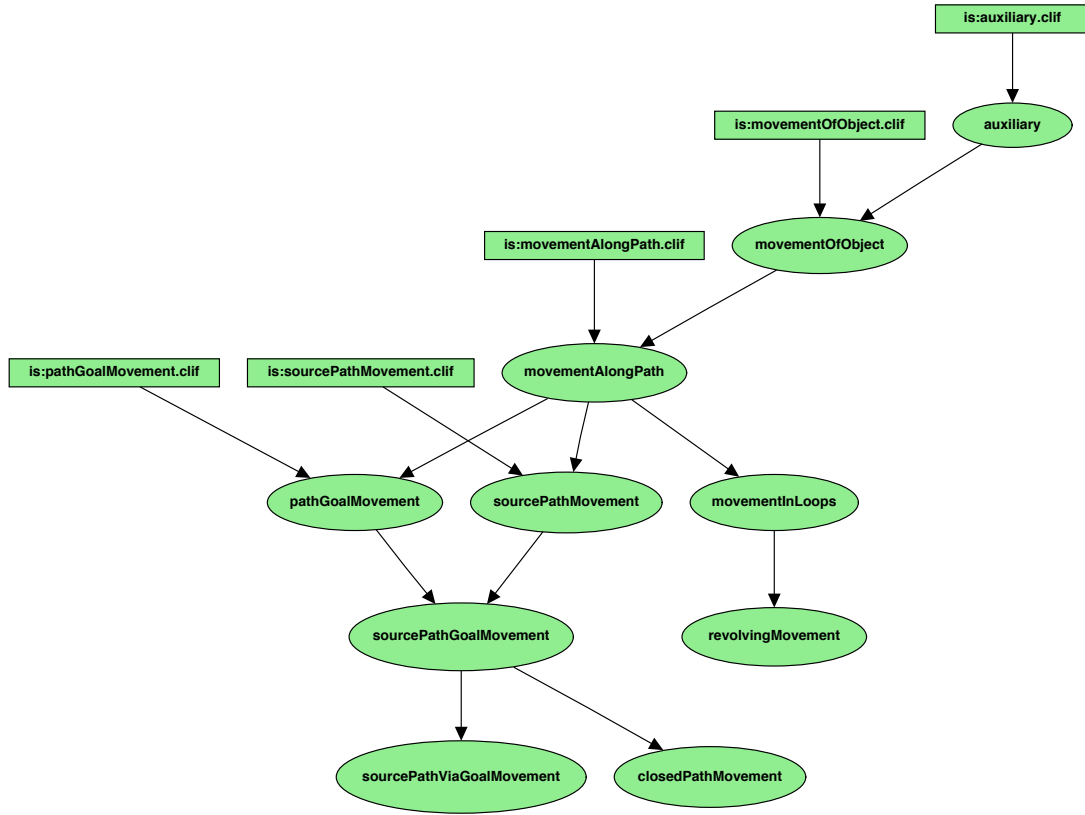 is:auxiliary.clif
is:movementOfObject.clif
auxiliary
is:movementAlongPath.clif
movementOfObject
is:pathGoalMovement.clif
is:sourcePathMovement.clif
movementAlongPath
pathGoalMovement
sourcePathMovement
movementInLoops
sourcePathGoalMovement
revolvingMovement
sourcePathViaGoalMovement
closedPathMovement